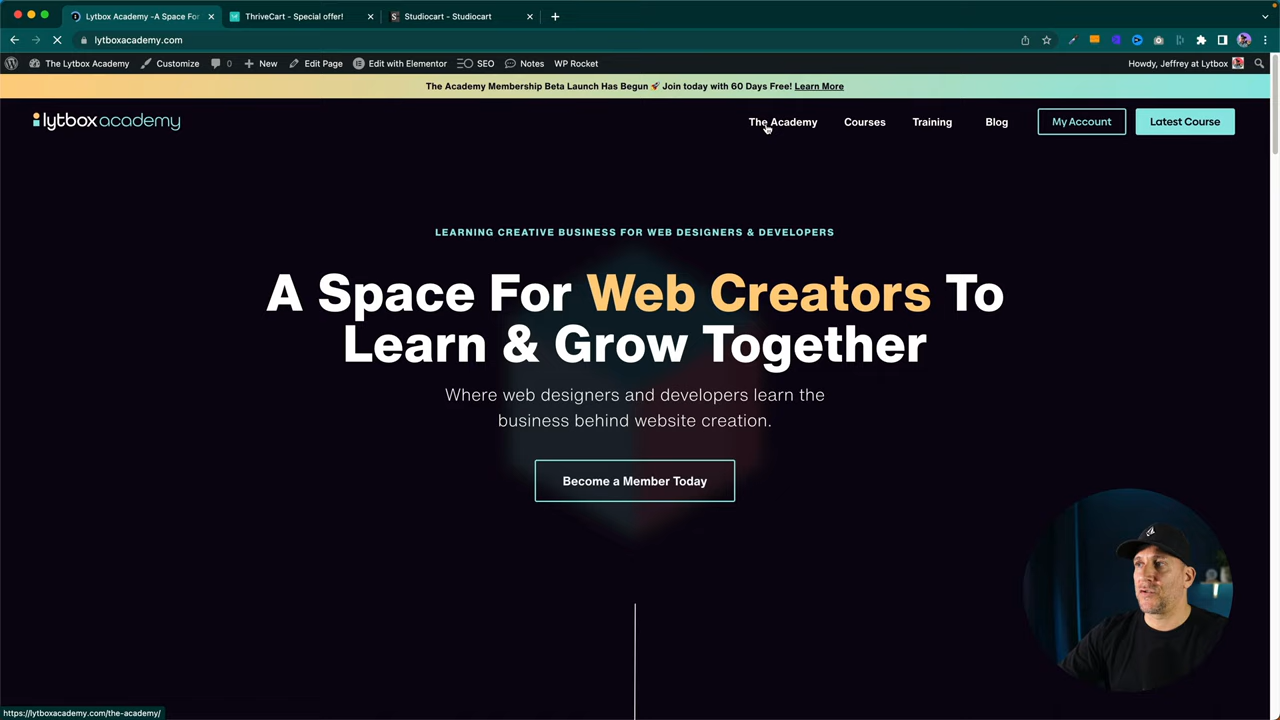 Lytbox Academy -A Space For
ThriveCart - Special offer!
Studiocart - Studiocart
lytboxacademy.com
The Lytbox Academy
Customize
0
New
Edit Page
Edit with Elementor
SEO
Notes
WP Rocket
Howdy, Jeffrey at Lytbox
The Academy Membership Beta Launch Has Begun 🚀 Join today with 60 Days Free! Learn More
lytboxacademy
The Academy
Courses
Training
Blog
My Account
Latest Course
LEARNING CREATIVE BUSINESS FOR WEB DESIGNERS & DEVELOPERS
A Space For Web Creators To
Learn & Grow Together
Where web designers and developers learn the
business behind website creation.
Become a Member Today
https://lytboxacademy.com/the-academy/